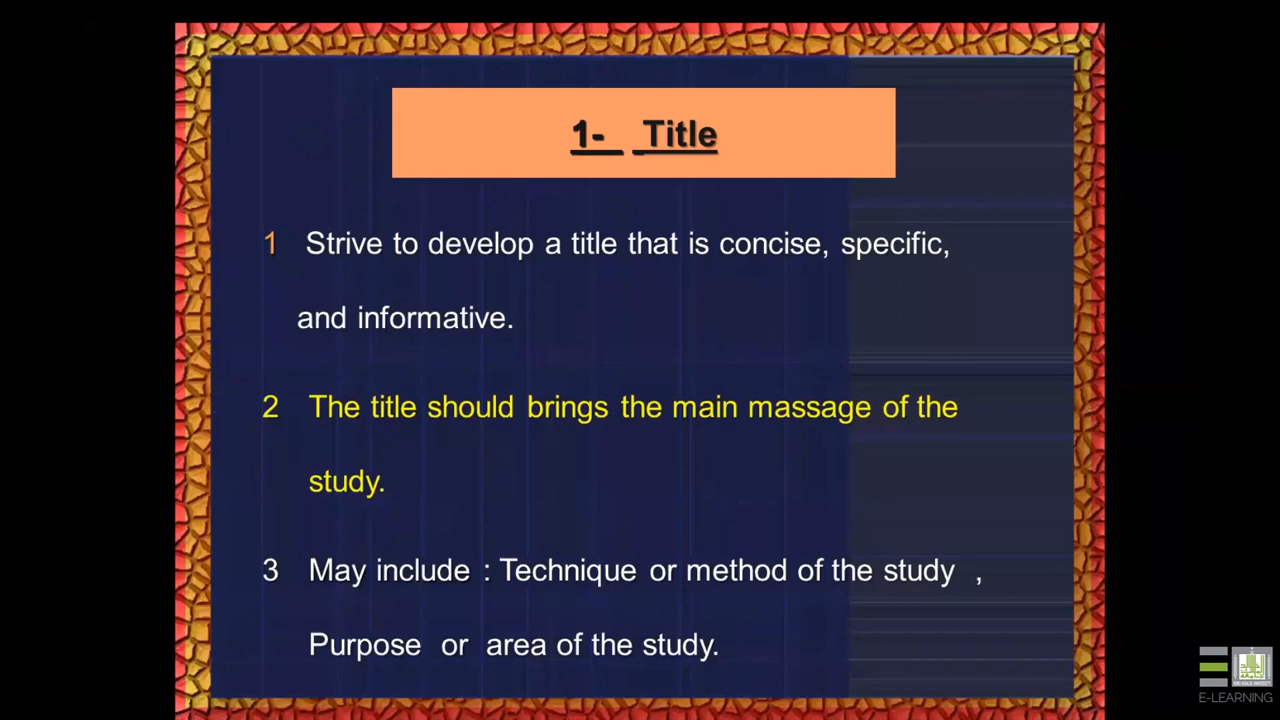 1- Title
1 Strive to develop a title that is concise, specific,
and informative.
2 The title should brings the main massage of the
study.
3 May include : Technique or method of the study ,
Purpose or area of the study.
E-LEARNING